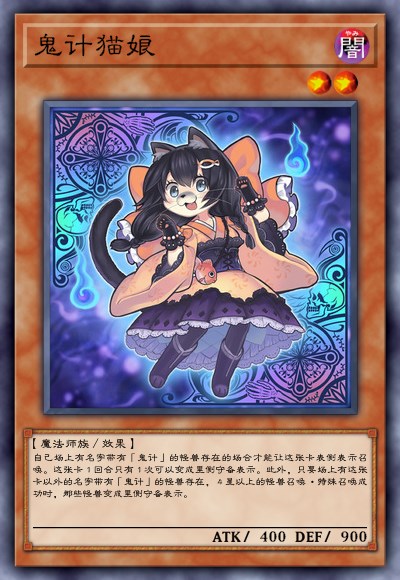 鬼计猫娘
やみ
闇
【魔法师族／效果】
自己场上有名字带有「鬼计」的怪兽存在的场合才能让这张卡表侧表示召
唤。这张卡1回合只有1次可以变成里侧守备表示。此外，只要场上有这张
卡以外的名字带有「鬼计」的怪兽存在，4星以上的怪兽召唤·特殊召唤成
功时，那些怪兽变成里侧守备表示。
ATK/ 400 DEF/ 900